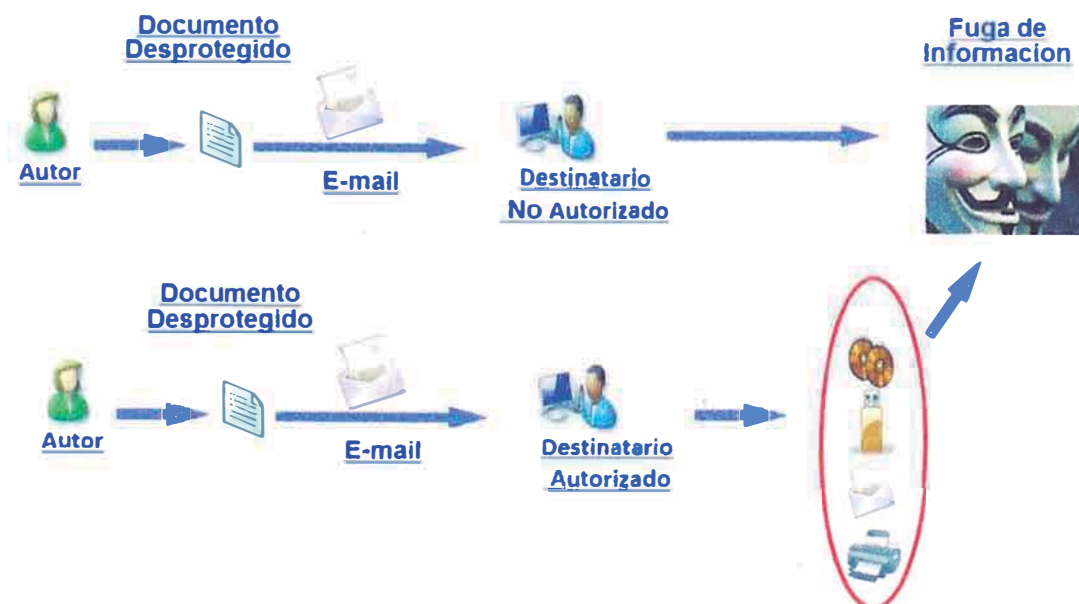 Documento
Desprotegido
Fuga de
Informacion
Autor
E-mail
Destinatario
No Autorizado
Documento
Desprotegido
Autor
E-mail
Destinatario
Autorizado